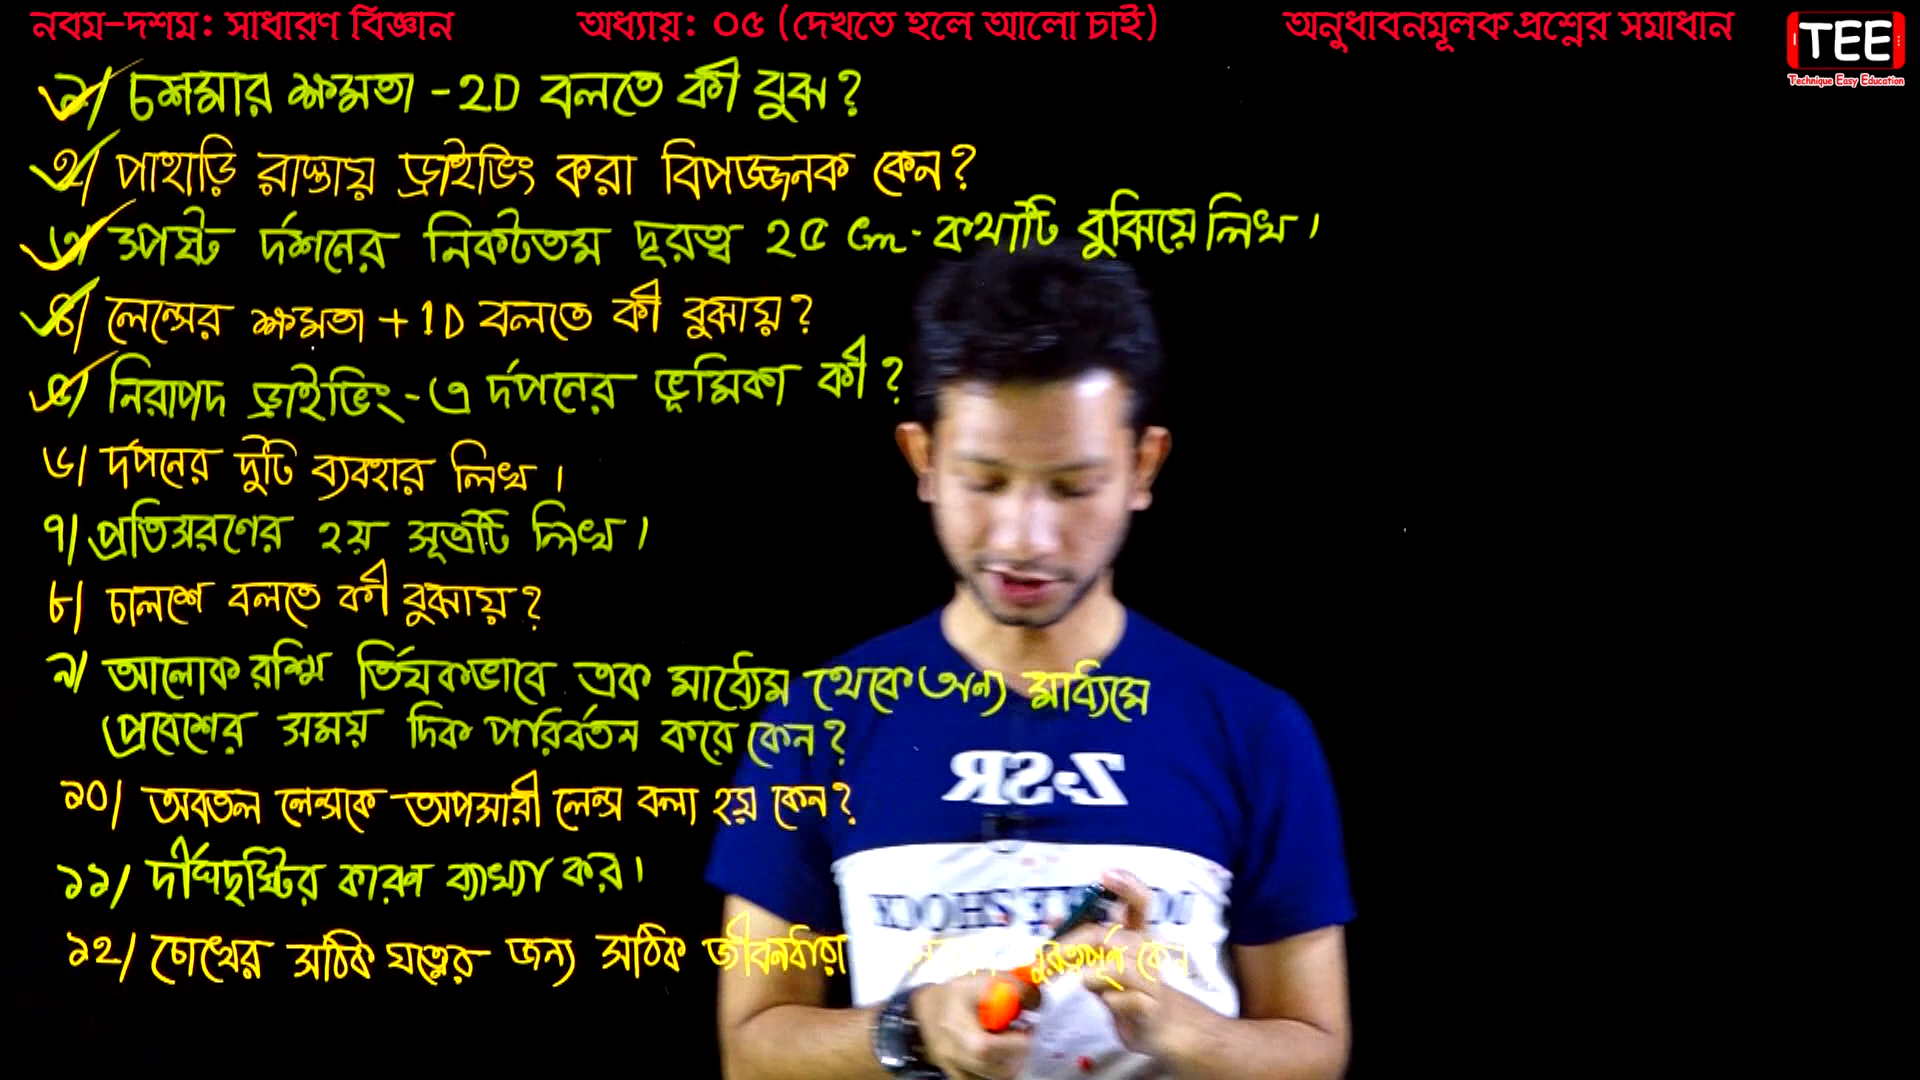 নবম-দশম: সাধারণ বিজ্ঞান অধ্যায়: ০৫ (দেখতে হলে আলো চাই) অনুধাবনমূলক প্রশ্নের সমাধান
TEE
Technique Easy Education
১/ চশমার ক্ষমতা -2D বলতে কী বুঝ?
২/ পাহাড়ি রাস্তায় ড্রাইভিং করা বিপজ্জনক কেন?
৩/ স্পষ্ট দর্শনের নিকটতম দূরত্ব ২৫ cm. কথাটি বুঝিয়ে লিখ।
৪/ লেন্সের ক্ষমতা +1D বলতে কী বুঝায়?
৫/ নিরাপদ ড্রাইভিং-এ দর্পনের ভূমিকা কী?
৬/ দর্পনের দুটি ব্যবহার লিখ।
৭/ প্রতিসরণের ২য় সূত্রটি লিখ।
৮/ চালশে বলতে কী বুঝায়?
৯/ আলোক রশ্মি তির্যকভাবে এক মাধ্যেম থেকে অন্য মাধ্যিমে
প্রবেশের সময় দিক পরিবর্তন করে কেন?
১০/ অবতল লেন্সকে অপসারী লেন্স বলা হয় কেন?
১১/ দীর্ঘদৃষ্টির কারণ ব্যাখ্যা কর।
১২/ চোখের সঠিক যত্নের জন্য সঠিক জীবনধারা গুরুত্বপূর্ণ কেন
Z:SR